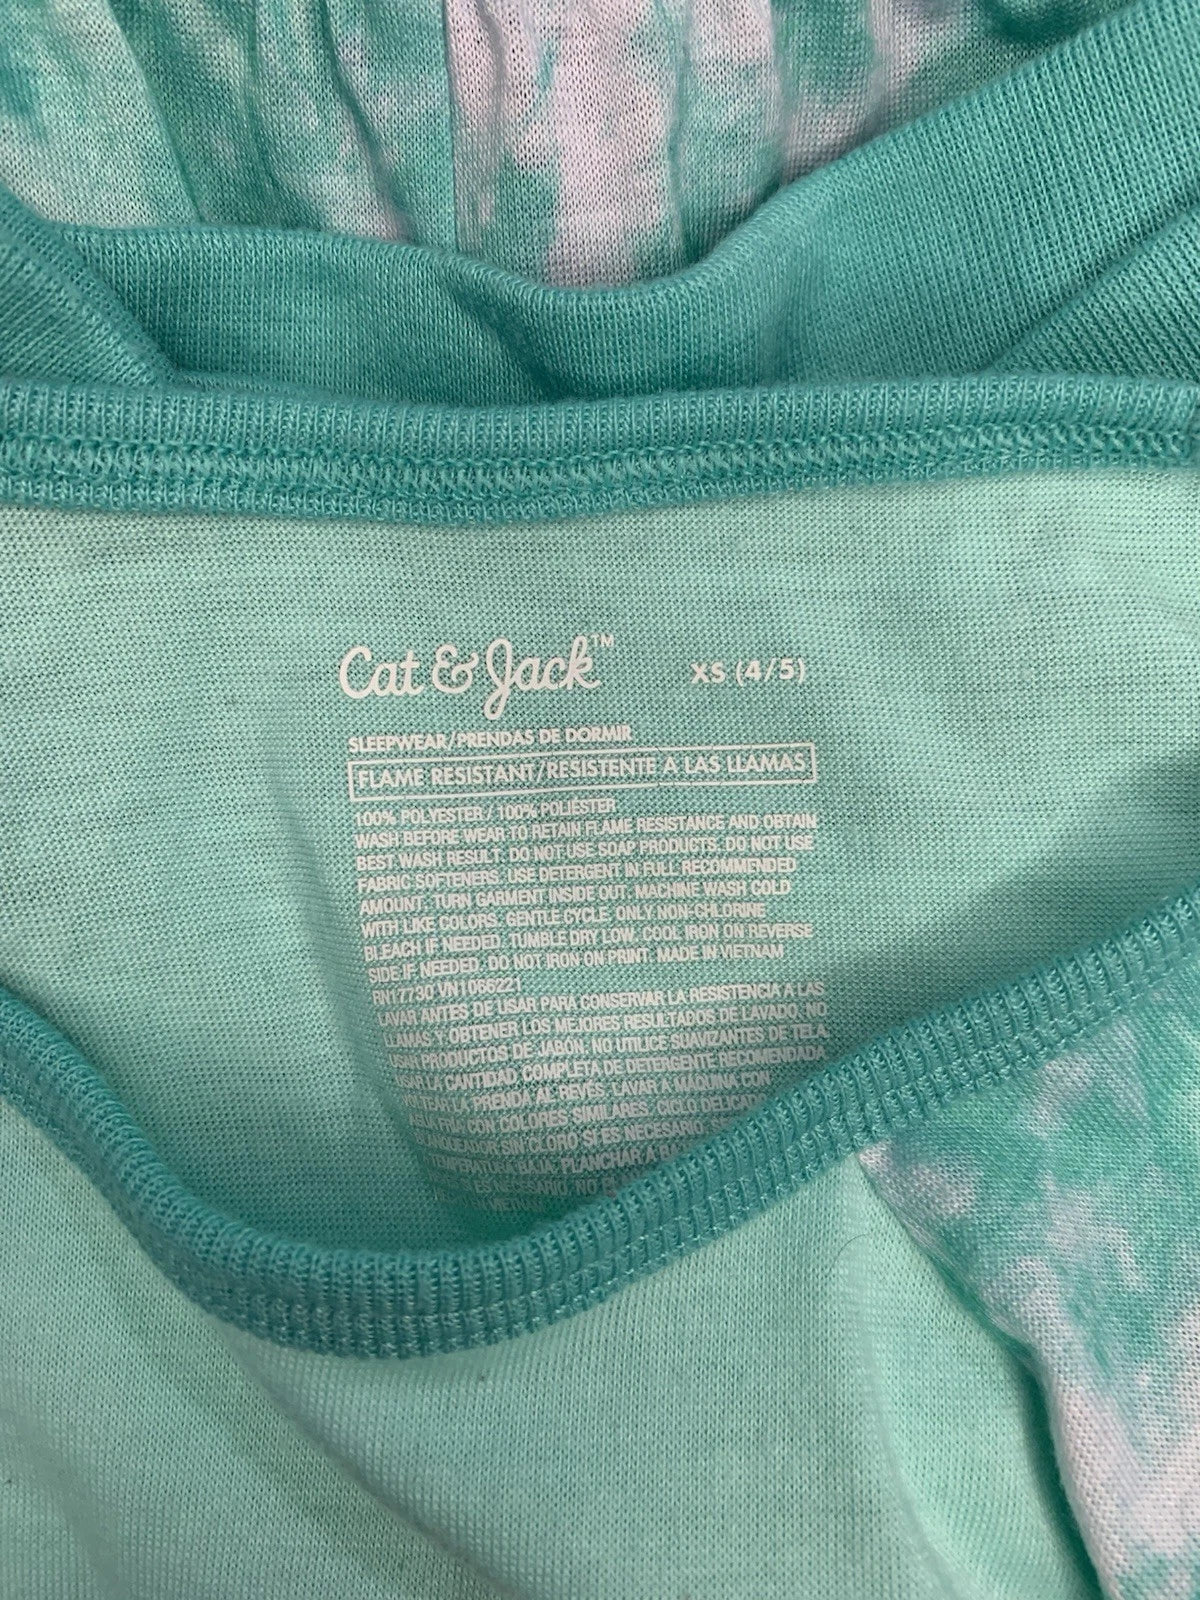 Cat & Jack™ XS (4/5)
SLEEPWEAR/PRENDAS DE DORMIR
FLAME RESISTANT/RESISTENTE A LAS LLAMAS
100% POLYESTER / 100% POLIESTER
WASH BEFORE WEAR TO RETAIN FLAME RESISTANCE AND OBTAIN
BEST WASH RESULT. DO NOT USE SOAP PRODUCTS. DO NOT USE
FABRIC SOFTENERS. USE DETERGENT IN FULL RECOMMENDED
AMOUNT. TURN GARMENT INSIDE OUT. MACHINE WASH COLD
WITH LIKE COLORS. GENTLE CYCLE. ONLY NON-CHLORINE
BLEACH IF NEEDED. TUMBLE DRY LOW. COOL IRON ON REVERSE
SIDE IF NEEDED. DO NOT IRON ON PRINT. MADE IN VIETNAM
RN17730 VN1066221
LAVAR ANTES DE USAR PARA CONSERVAR LA RESISTENCIA A LAS
LLAMAS Y OBTENER LOS MEJORES RESULTADOS DE LAVADO. NO
USAR PRODUCTOS DE JABÓN. NO UTILICE SUAVIZANTES DE TELA.
USAR LA CANTIDAD COMPLETA DE DETERGENTE RECOMENDADA.
LA PRENDA AL REVÉS. LAVAR A MÁQUINA CON
FRÍA CON COLORES SIMILARES. CICLO
SIN CLORO SI ES NECESARIO.
TEMPERATURA BAJA. PLANCHAR A
ES NECESARIO. NO